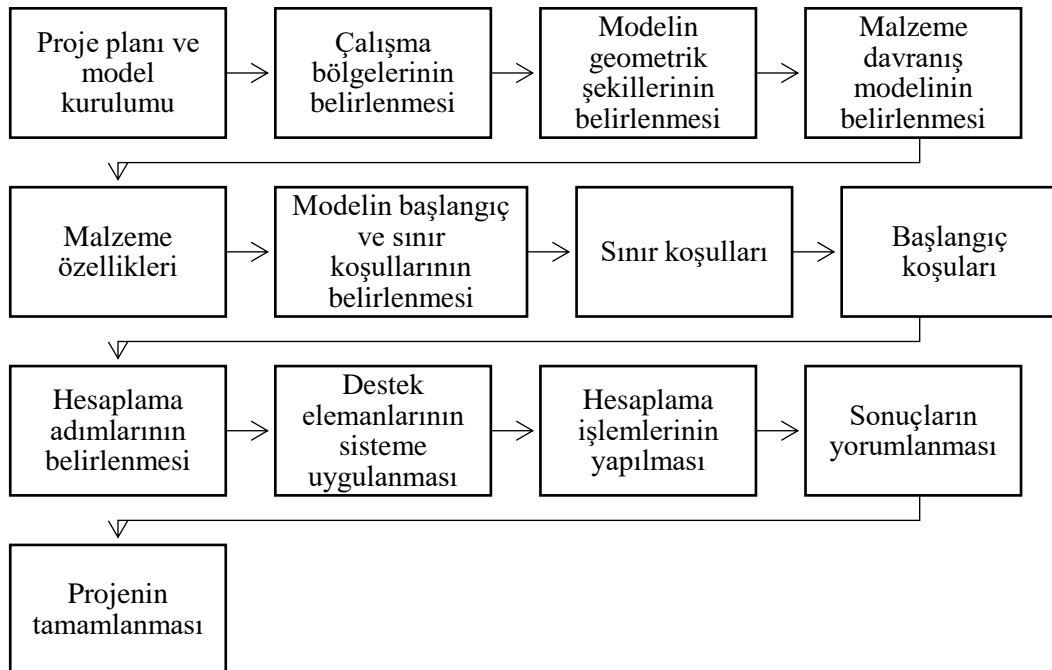 Proje planı ve
model
kurulumu
Çalışma
bölgelerinin
belirlenmesi
Modelin
geometrik
şekillerinin
belirlenmesi
Malzeme
davranış
modelinin
belirlenmesi
Malzeme
özellikleri
Modelin başlangıç
ve sınır
koşullarının
belirlenmesi
Sınır koşulları
Başlangıç
koşuları
Hesaplama
adımlarının
belirlenmesi
Destek
elemanlarının
sisteme
uygulanması
Hesaplama
işlemlerinin
yapılması
Sonuçların
yorumlanması
Projenin
tamamlanması